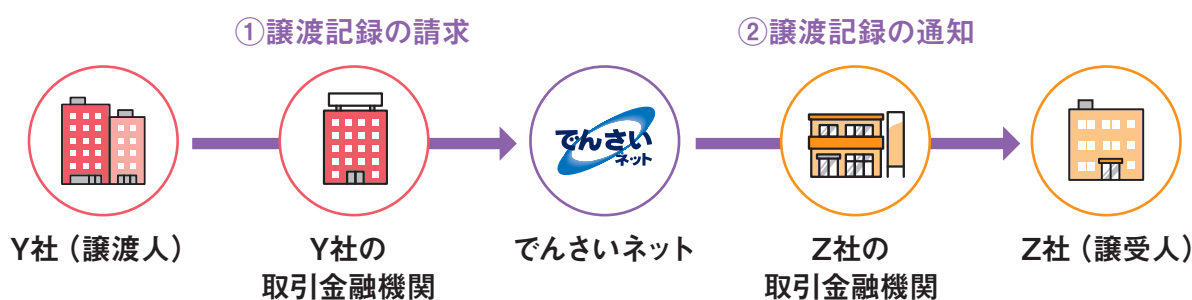 ①譲渡記録の請求
②譲渡記録の通知
でんさい
ネット
Y社（譲渡人）
Y社の
取引金融機関
でんさいネット
Z社の
取引金融機関
Z社（譲受人）